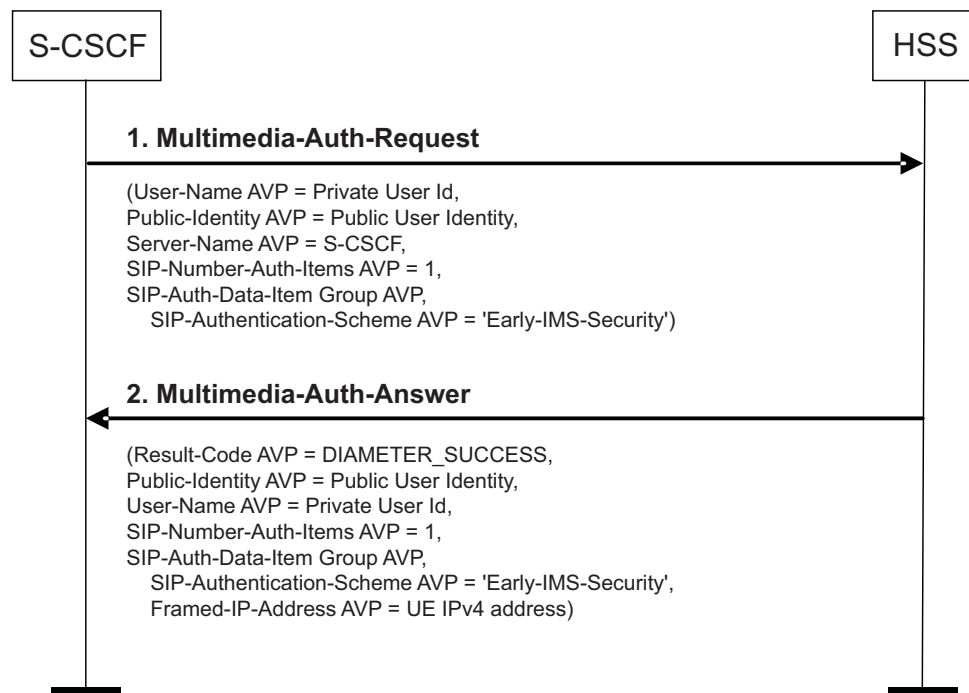 S-CSCF
HSS
1. Multimedia-Auth-Request
(User-Name AVP = Private User Id,
Public-Identity AVP = Public User Identity,
Server-Name AVP = S-CSCF,
SIP-Number-Auth-Items AVP = 1,
SIP-Auth-Data-Item Group AVP,
SIP-Authentication-Scheme AVP = 'Early-IMS-Security')
2. Multimedia-Auth-Answer
(Result-Code AVP = DIAMETER_SUCCESS,
Public-Identity AVP = Public User Identity,
User-Name AVP = Private User Id,
SIP-Number-Auth-Items AVP = 1,
SIP-Auth-Data-Item Group AVP,
SIP-Authentication-Scheme AVP = 'Early-IMS-Security',
Framed-IP-Address AVP = UE IPv4 address)